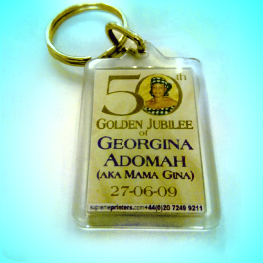 50th
GOLDEN JUBILEE
of
GEORGINA
ADOMAH
(AKA MAMA GINA)
27-06-09
supremeprinters.com+44(0)20 7249 9211